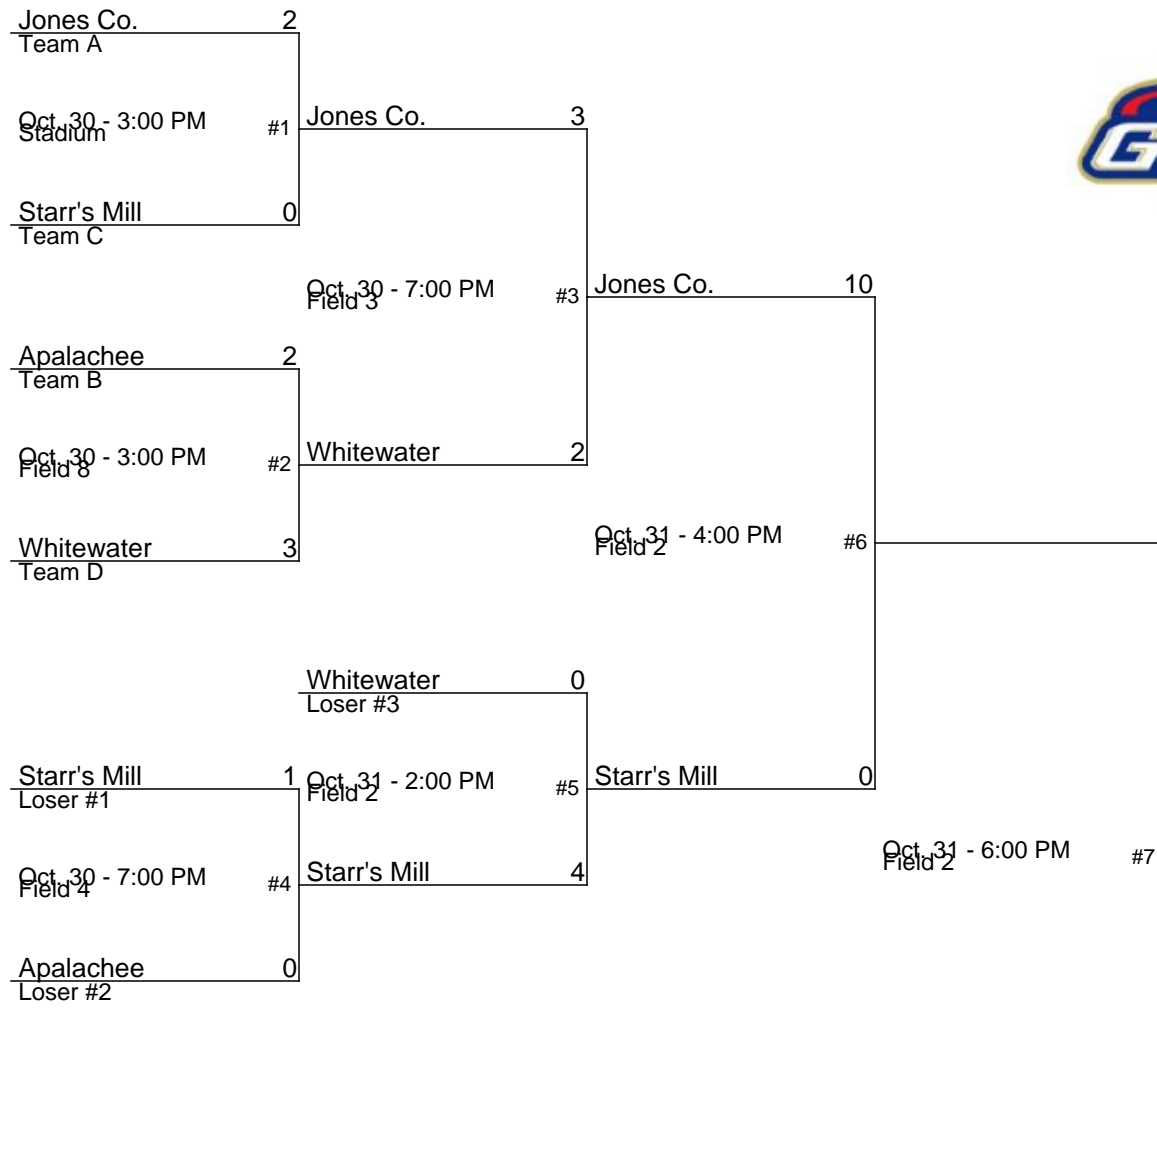 Jones Co. 2
Team A
Oct. 30 - 3:00 PM
Stadium
#1
Jones Co. 3
Starr's Mill 0
Team C
Oct. 30 - 7:00 PM
Field 3
#3
Jones Co. 10
Apalachee 2
Team B
Oct. 30 - 3:00 PM
Field 8
#2
Whitewater 2
Whitewater 3
Team D
Oct. 31 - 4:00 PM
Field 2
#6
Whitewater 0
Loser #3
Starr's Mill 1
Loser #1
Oct. 31 - 2:00 PM
Field 2
#5
Starr's Mill 0
Oct. 30 - 7:00 PM
Field 4
#4
Starr's Mill 4
Oct. 31 - 6:00 PM
Field 2
#7
Apalachee 0
Loser #2